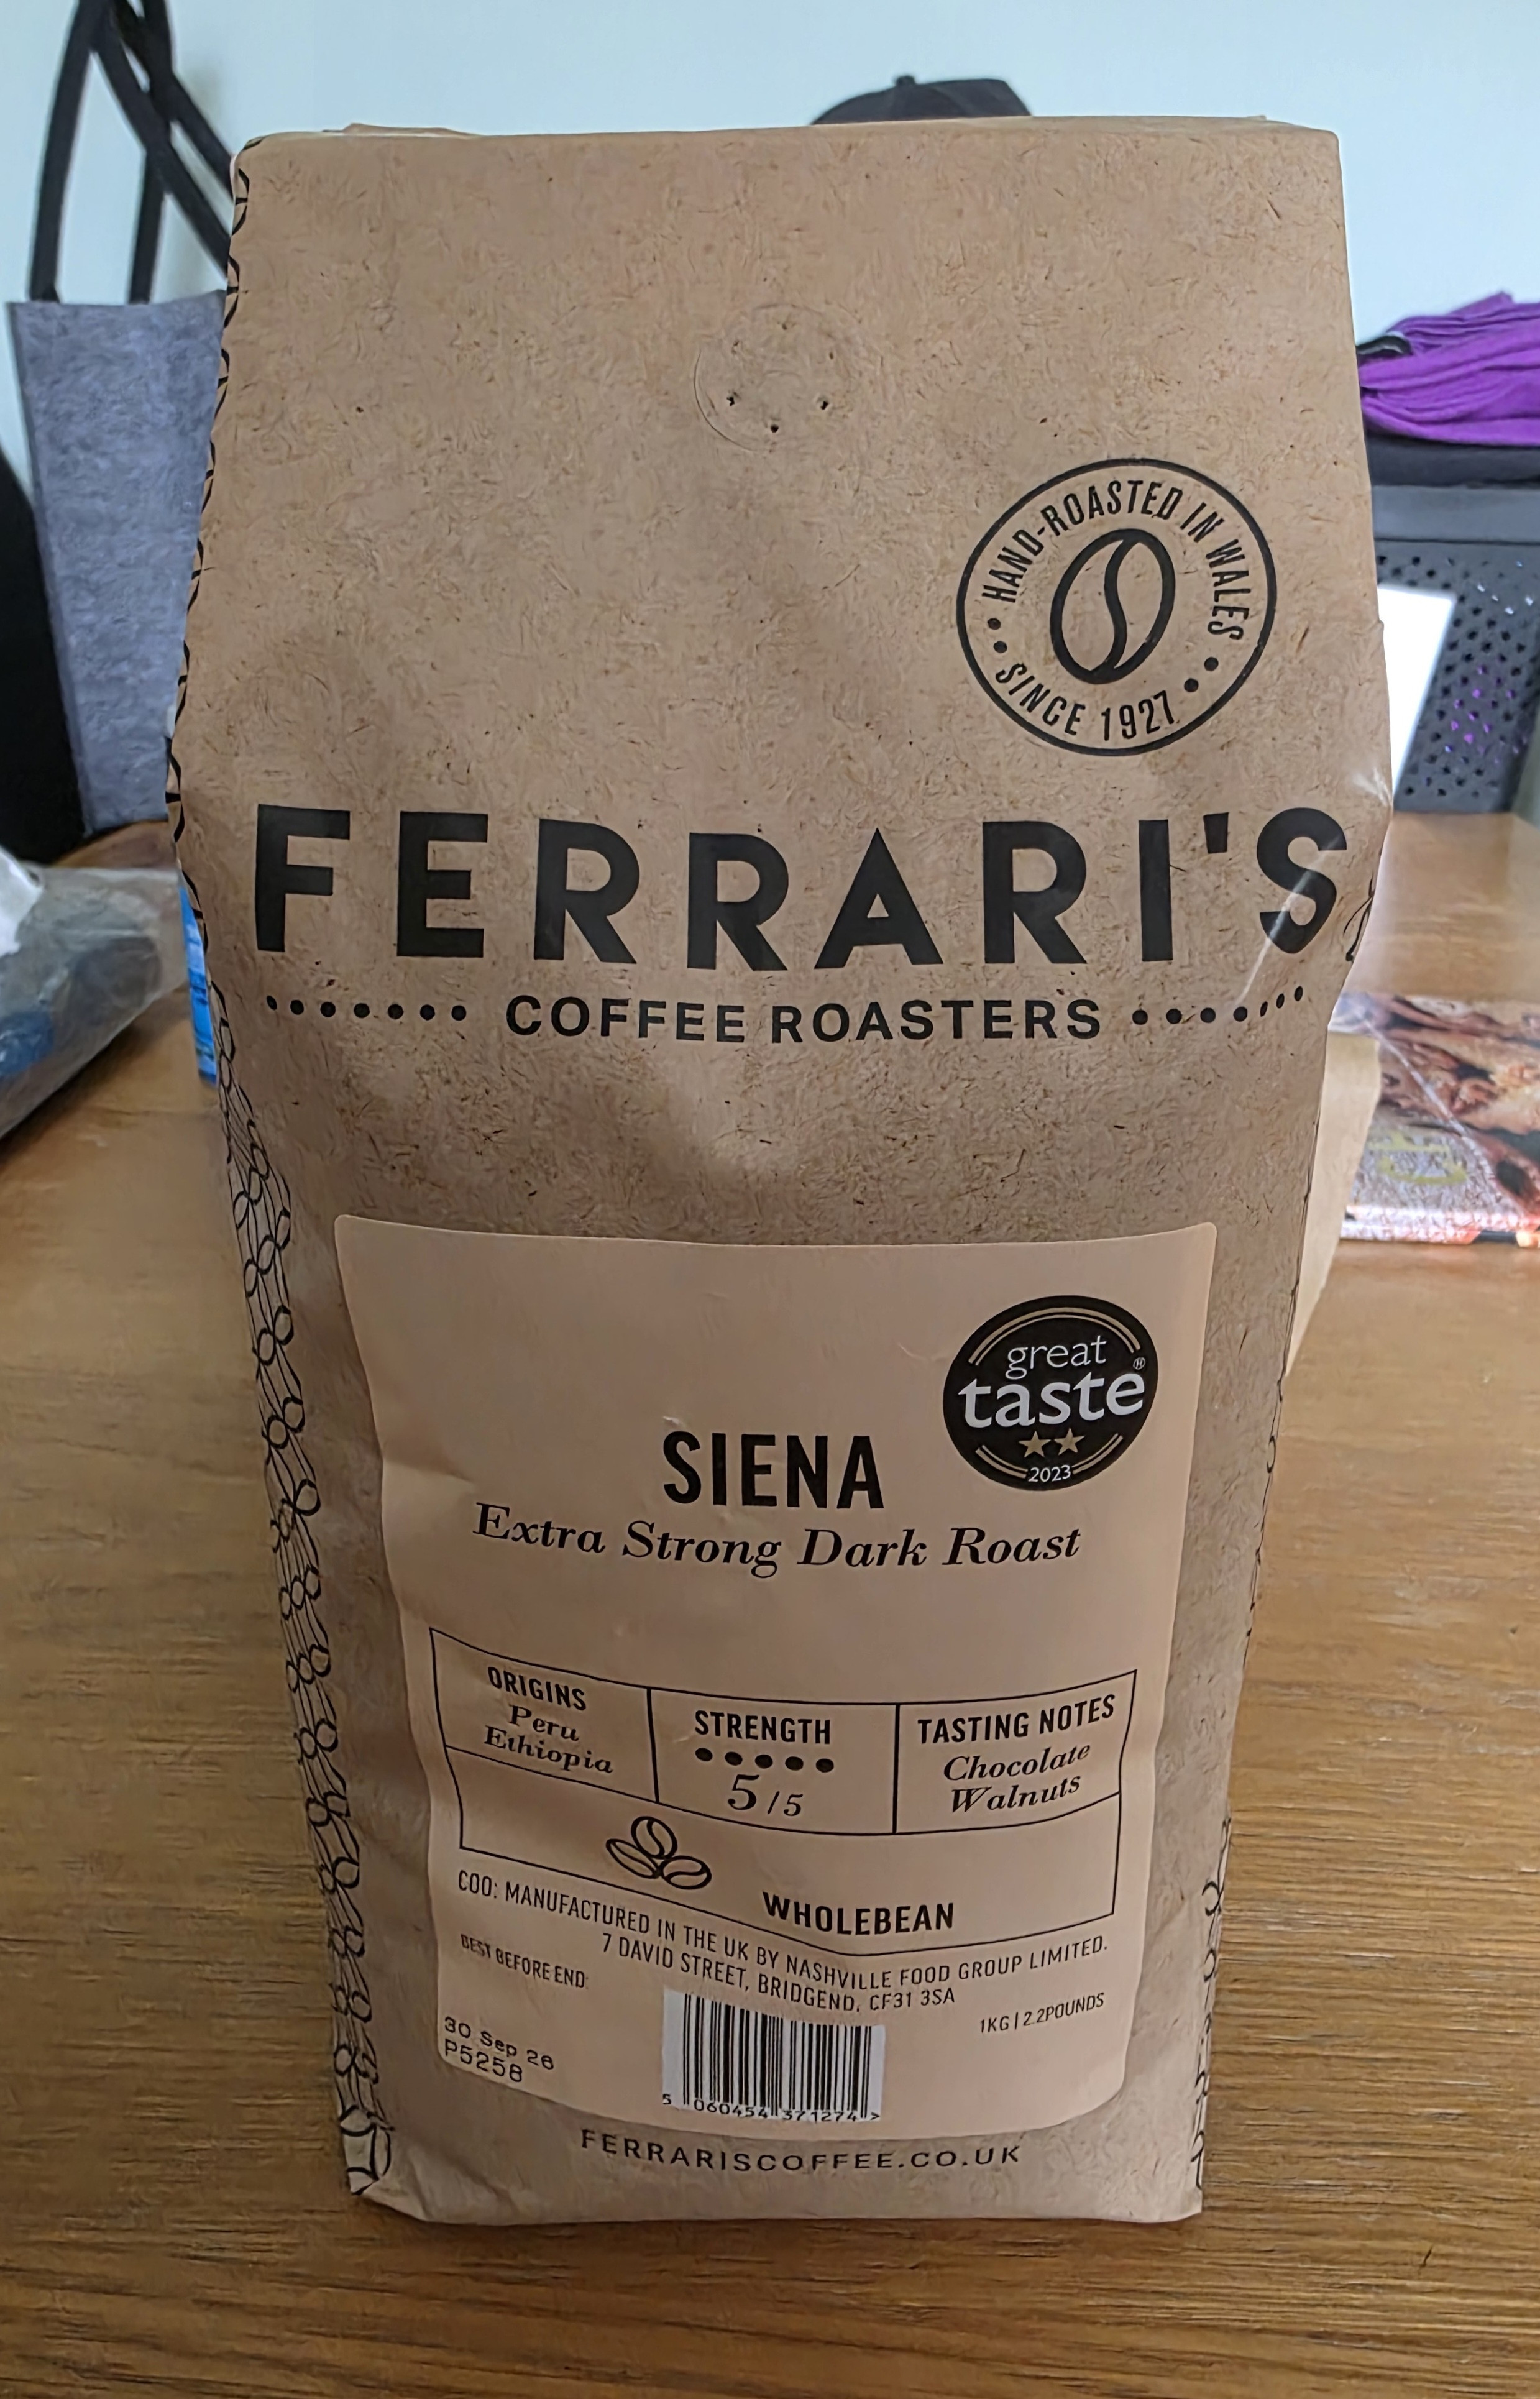 HAND-ROASTED IN WALES
SINCE 1927
FERRARI'S
COFFEE ROASTERS
great
taste®
2023
SIENA
Extra Strong Dark Roast
ORIGINS
Peru
Ethiopia
STRENGTH
5/5
TASTING NOTES
Chocolate
Walnuts
WHOLEBEAN
COO: MANUFACTURED IN THE UK BY NASHVILLE FOOD GROUP LIMITED.
7 DAVID STREET, BRIDGEND, CF31 3SA
BEST BEFORE END:
1KG | 2.2POUNDS
30 Sep 26
P5258
5 060454 371274 >
FERRARISCOFFEE.CO.UK